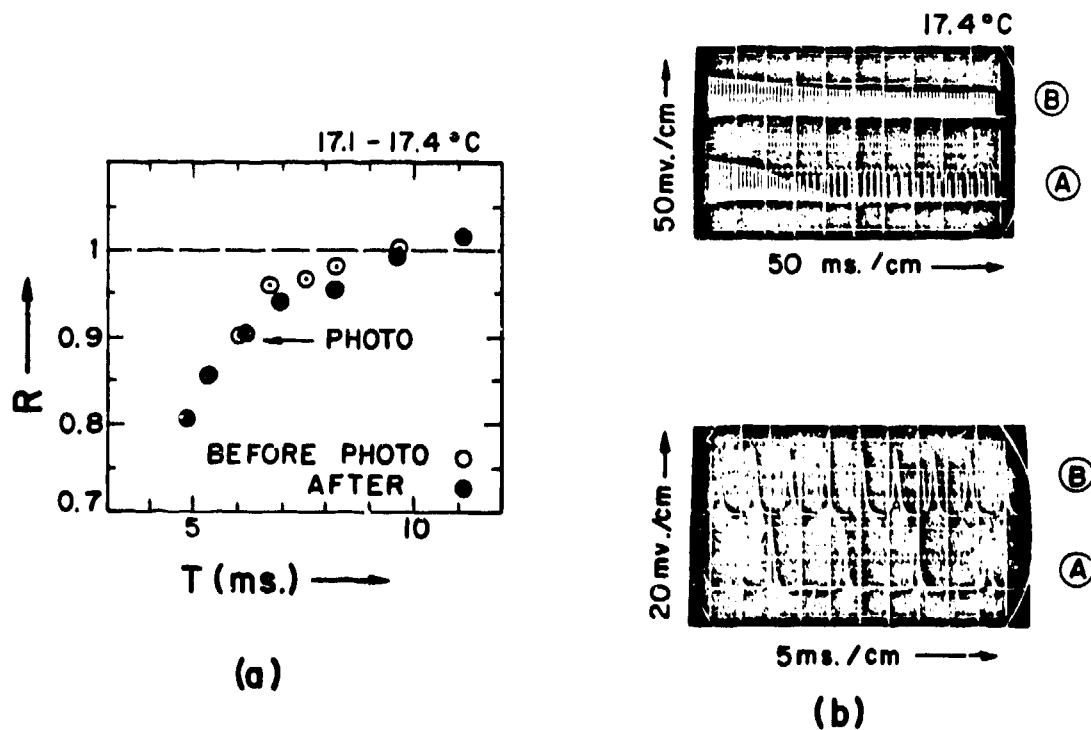 17.1 - 17.4 °C
1
0.9
0.8
0.7
R
PHOTO
BEFORE PHOTO
AFTER
5
10
T (ms.)
(a)
17.4 °C
50 mv./cm
B
A
50 ms./cm
20 mv./cm
B
A
5 ms./cm
(b)